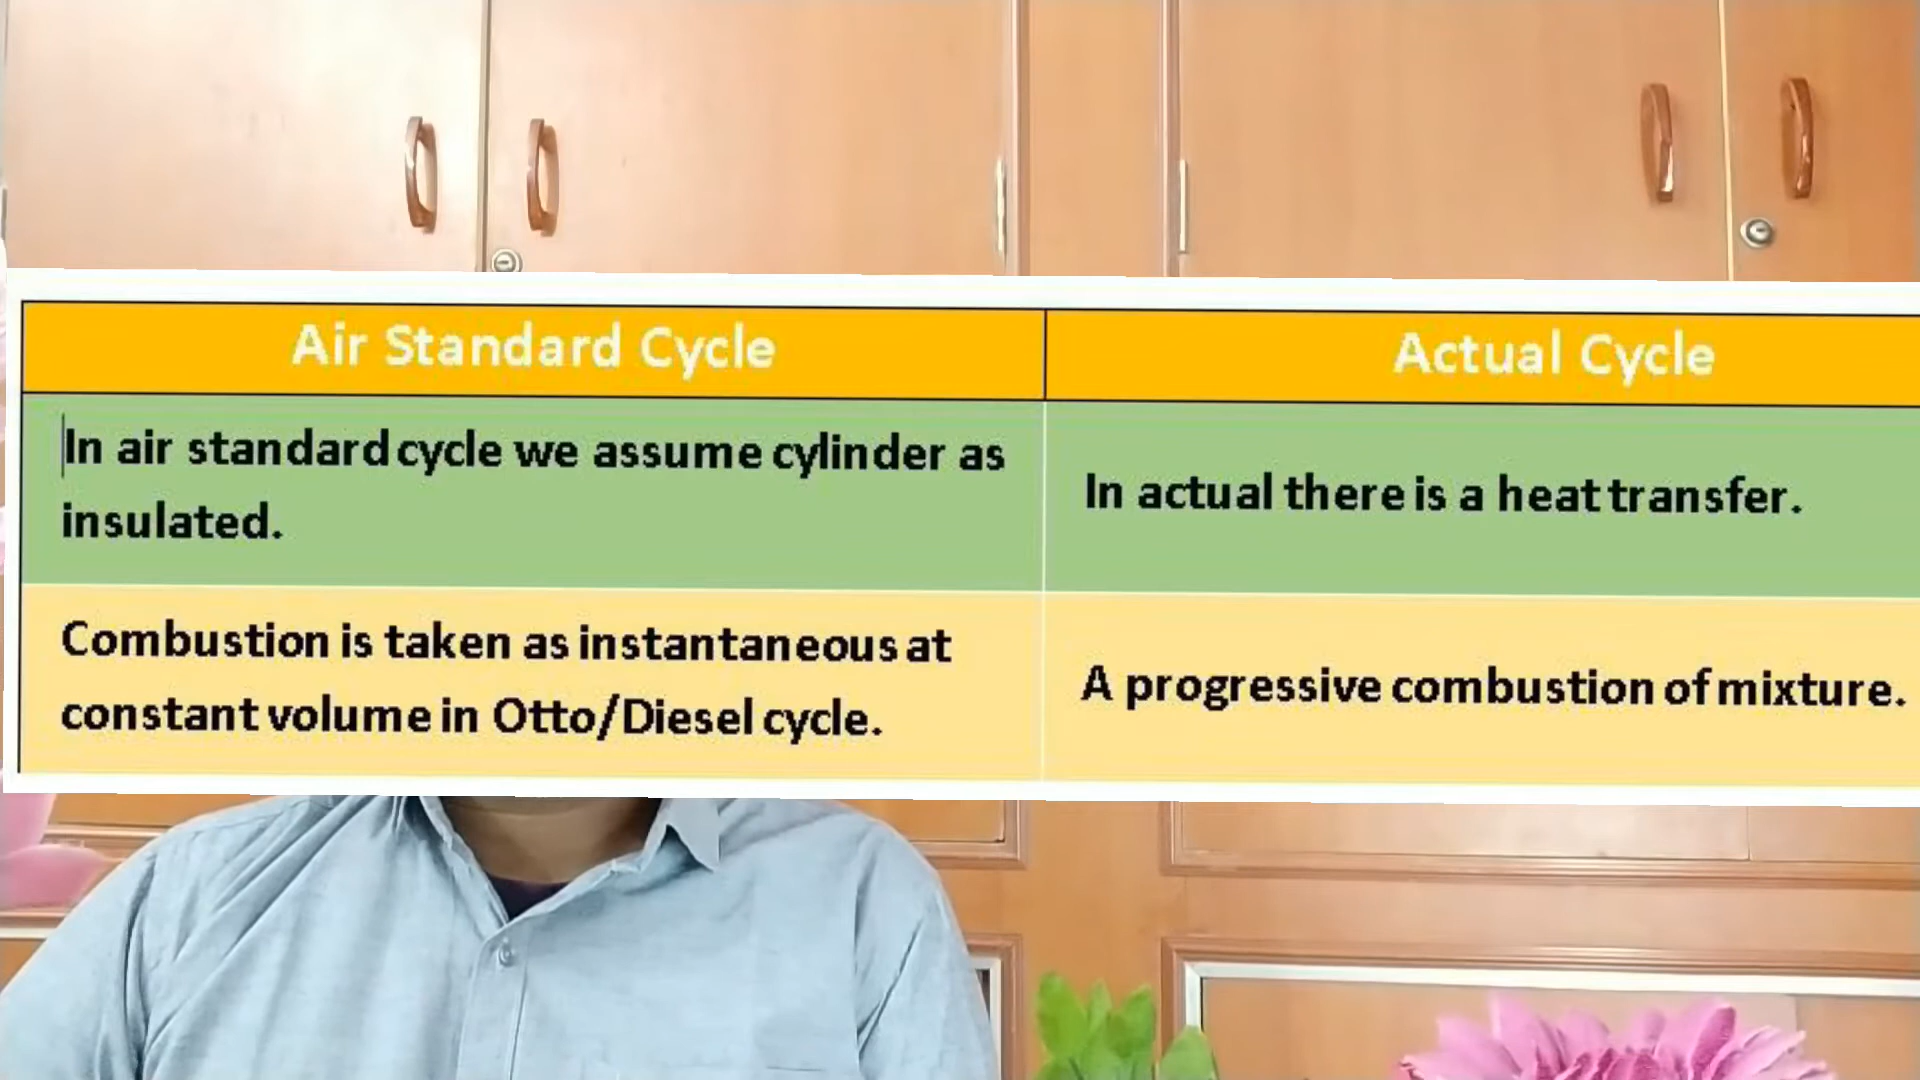 Air Standard Cycle
Actual Cycle
In air standard cycle we assume cylinder as
insulated.
In actual there is a heat transfer.
Combustion is taken as instantaneous at
constant volume in Otto/Diesel cycle.
A progressive combustion of mixture.